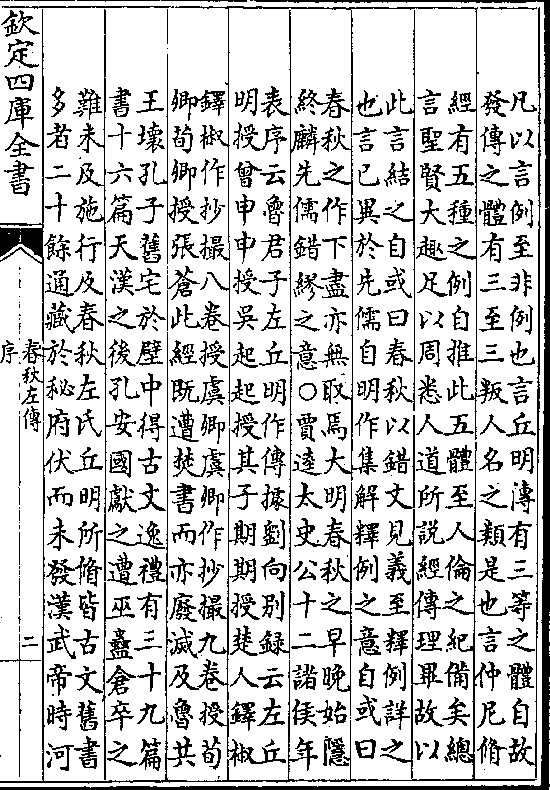 凡以言例至非例也言丘明傳有三等之體自故
發傳之體有三至三叛人名之類是也言仲尼脩
經有五種之例自推此五體至人倫之紀備矣總
言聖賢大趣足以周悉人道所説經傳理畢故以
此言結之自或曰春秋以錯文見義至釋例詳之
也言已異於先儒自明作集解釋例之意自或曰
春秋之作下盡亦無取焉大明春秋之早晚始隱
終麟先儒錯繆之意○賈逵太史公十二諸侯年
表序云魯君子左丘明作傳據劉向别録云左丘
明授曾申申授吳起起授其子期期授楚人鐸椒
鐸椒作抄撮八卷授虞卿虞卿作抄撮九卷授荀
卿荀卿授張蒼此經既遭焚書而亦廢滅及魯共
王壞孔子舊宅於壁中得古文逸禮有三十九篇
書十六篇天漢之後孔安國獻之遭巫蠱倉卒之
難未及施行及春秋左氏丘明所脩皆古文舊書
多者二十餘通藏於秘府伏而未發漢武帝時河
欽定四庫全書
春秋左傳
序
二